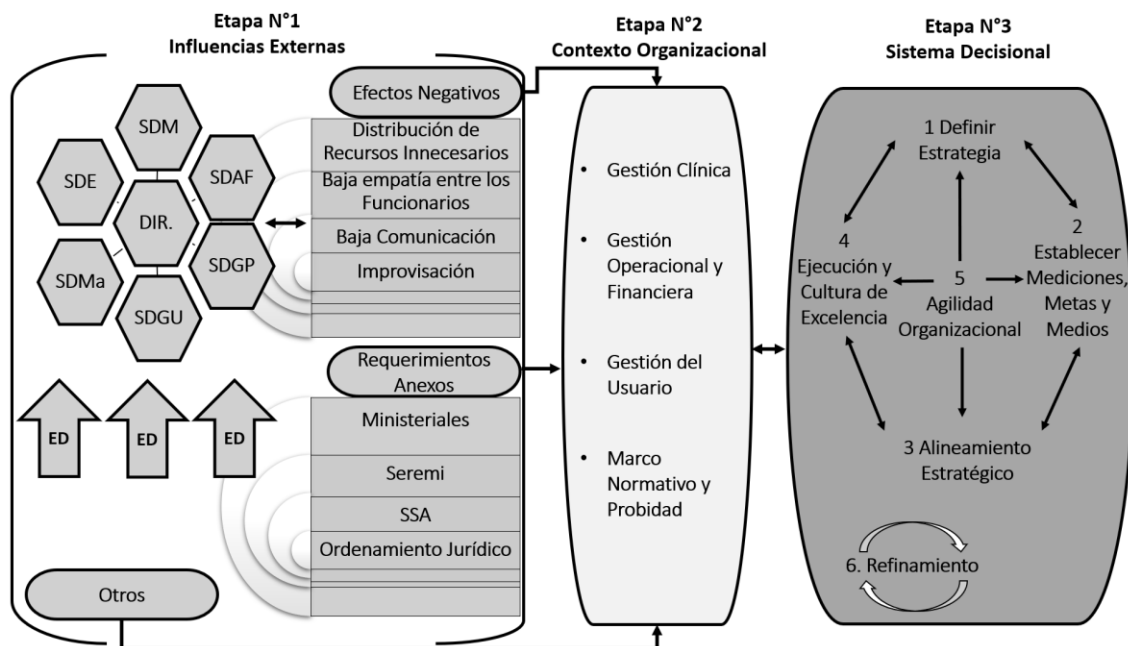 Etapa N°1
Influencias Externas
SDM
SDE
SDAF
DIR.
SDMa
SDGP
SDGU
ED
ED
ED
Otros
Efectos Negativos
Distribución de
Recursos Innecesarios
Baja empatía entre los
Funcionarios
Baja Comunicación
Improvisación
Requerimientos
Anexos
Ministeriales
Seremi
SSA
Ordenamiento Jurídico
Etapa N°2
Contexto Organizacional
• Gestión Clínica
• Gestión
Operacional y
Financiera
• Gestión del
Usuario
• Marco
Normativo y
Probidad
Etapa N°3
Sistema Decisional
1 Definir
Estrategia
2
Establecer
Mediciones,
Metas y
Medios
4
Ejecución y
Cultura de
Excelencia
5
Agilidad
Organizacional
3 Alineamiento
Estratégico
6. Refinamiento